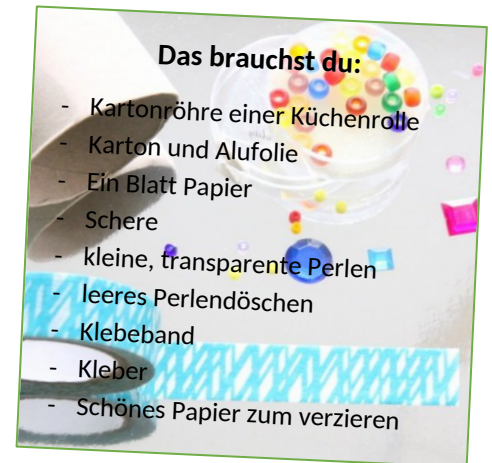 Das brauchst du:
- Kartonröhre einer Küchenrolle
- Karton und Alufolie
- Ein Blatt Papier
- Schere
- kleine, transparente Perlen
- leeres Perlendöschen
- Klebeband
- Kleber
- Schönes Papier zum verzieren